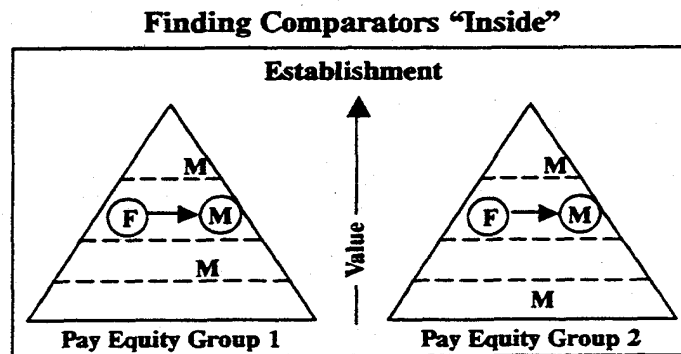 Finding Comparators “Inside”
Establishment
M
M
F
M
F
M
M
M
Value
Pay Equity Group 1
Pay Equity Group 2